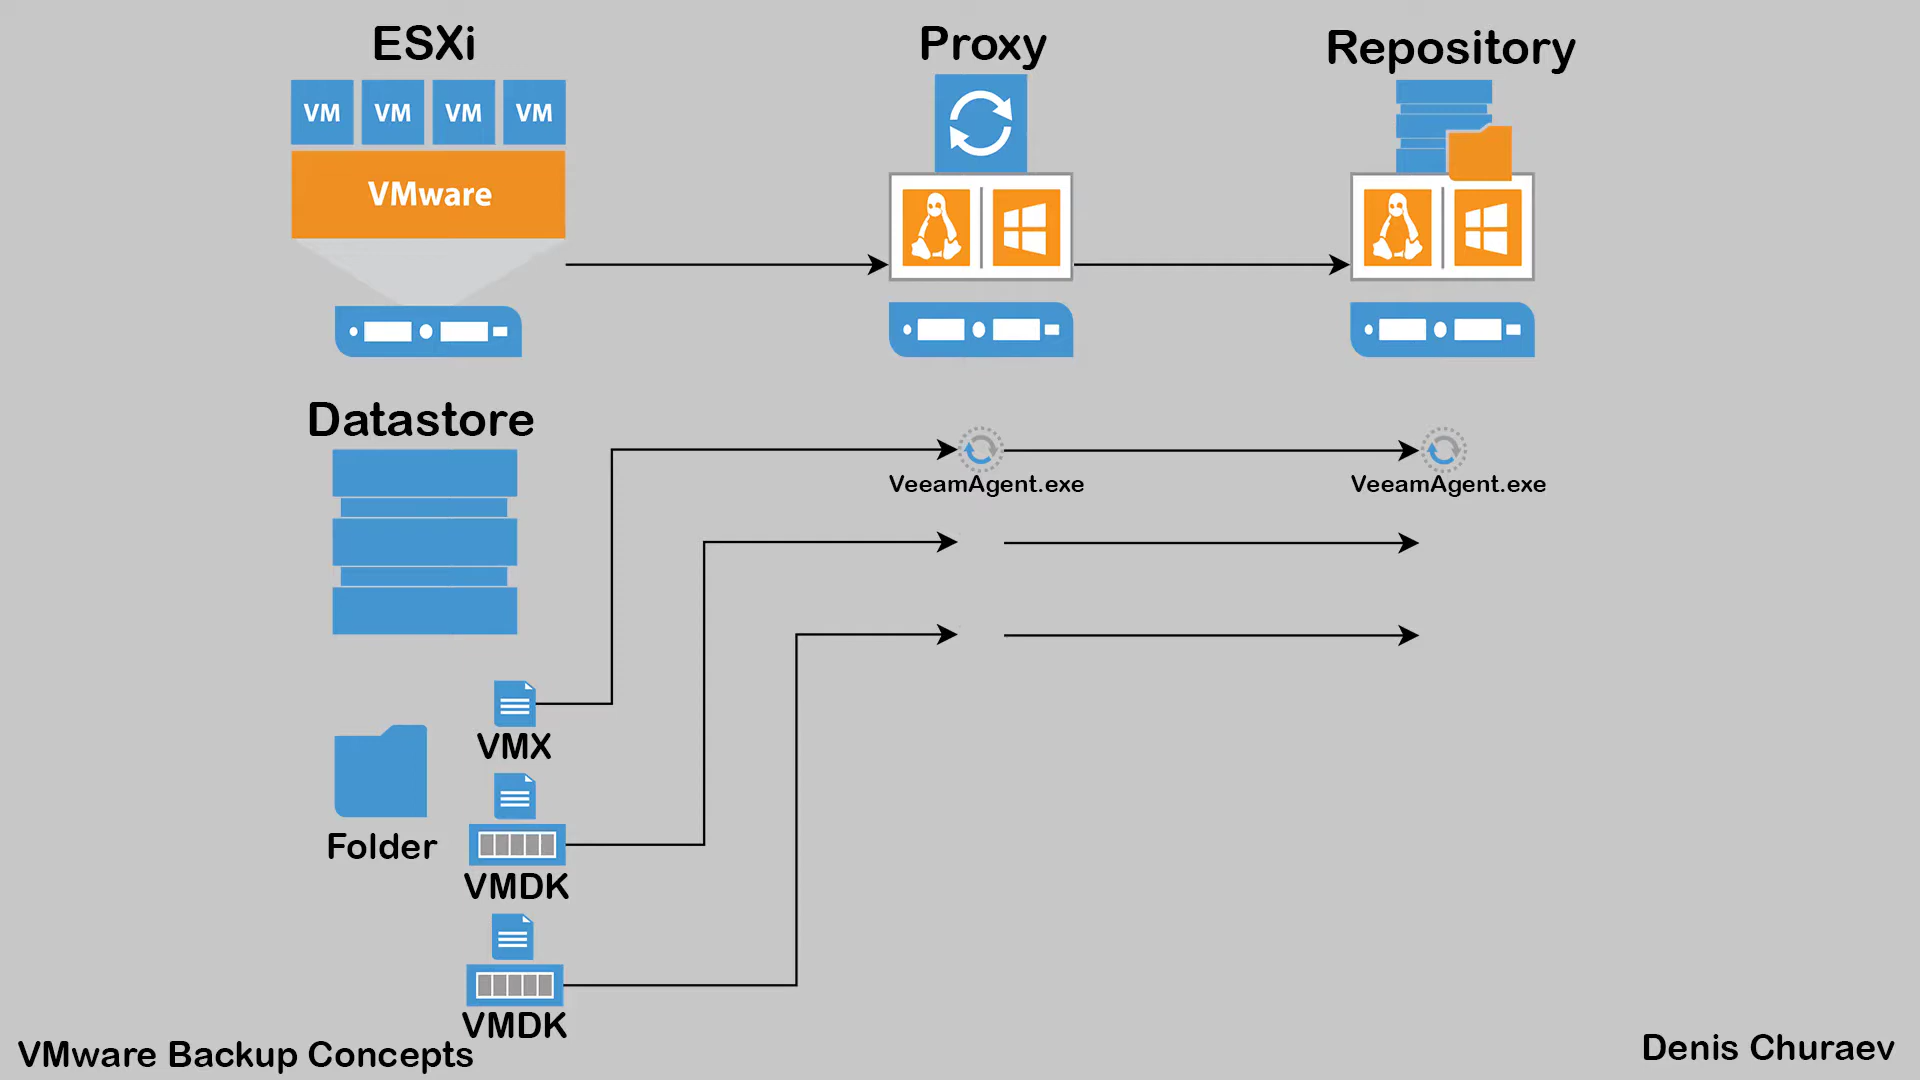 ESXi
Proxy
Repository
VM VM VM VM
VMware
Datastore
VeeamAgent.exe
VeeamAgent.exe
VMX
Folder
VMDK
VMDK
VMware Backup Concepts
Denis Churaev